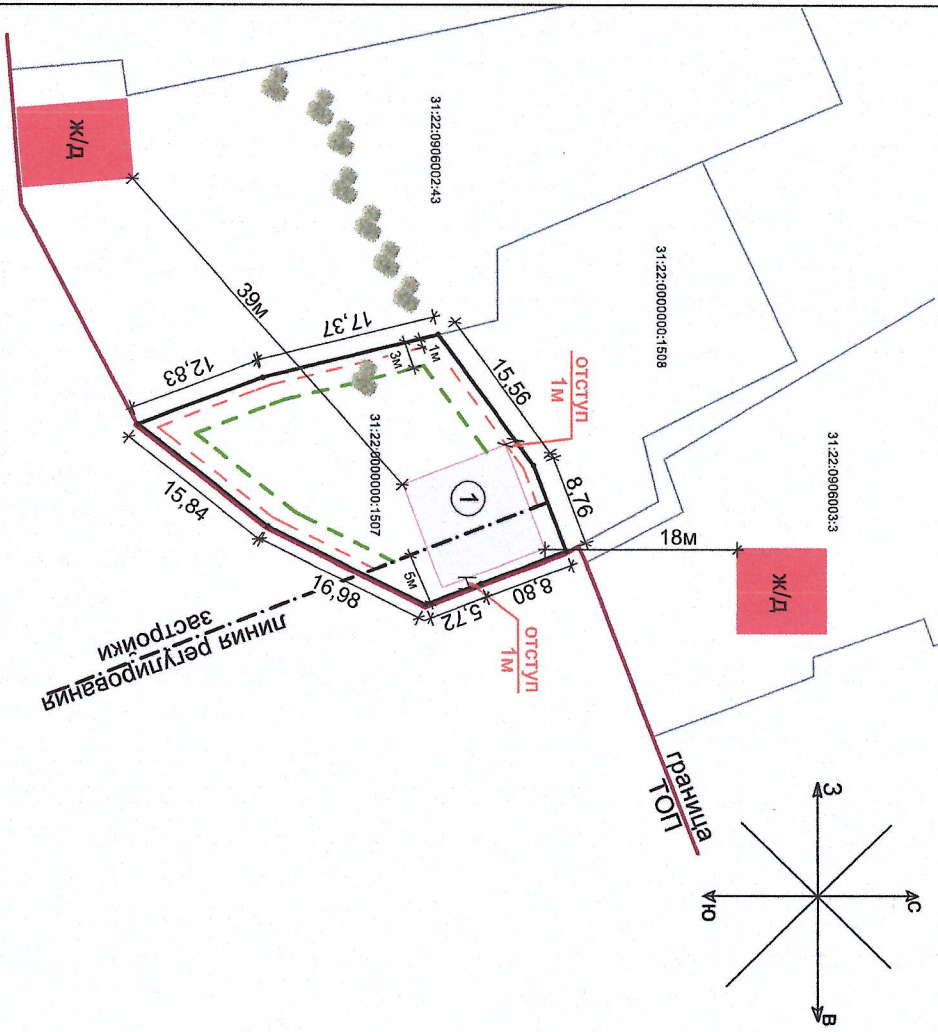 ж/д
31:22:0906002:43
31:22:0000000:1508
31:22:0906003:3
ж/д
39м
17,37
12,83
3м
1м
15,56
отступ
1м
8,76
18м
31:22:0000000:1507
1
15,84
16,98
5м
5,72
8,80
отступ
1м
линия регулирования
застройки
граница
ТОП
З
С
Ю
В